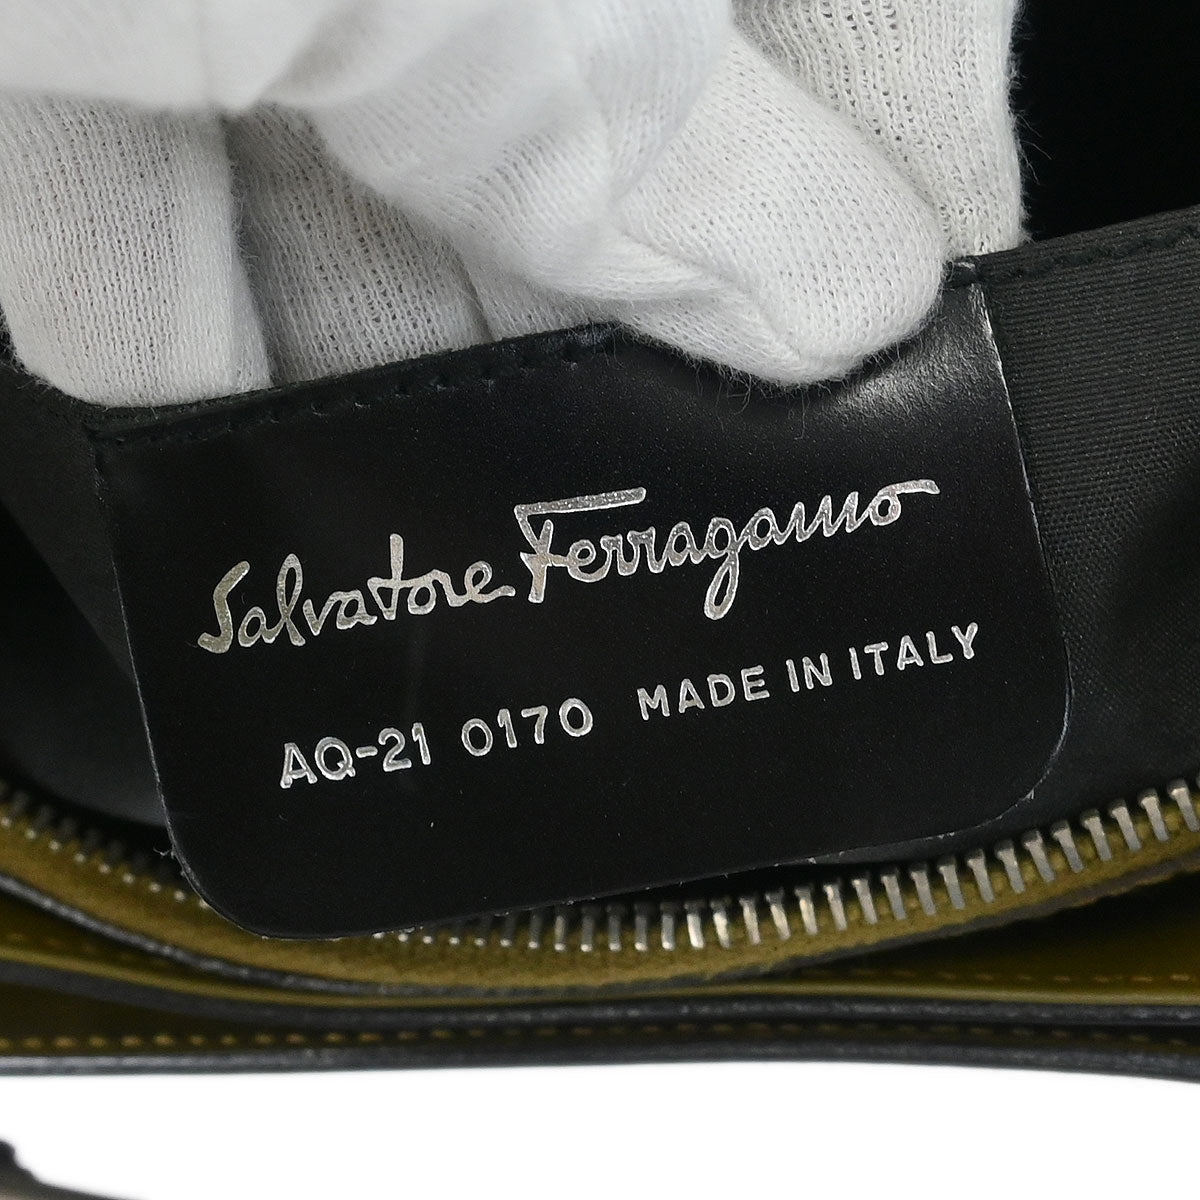 Salvatore Ferragamo
AQ-21 0170 MADE IN ITALY